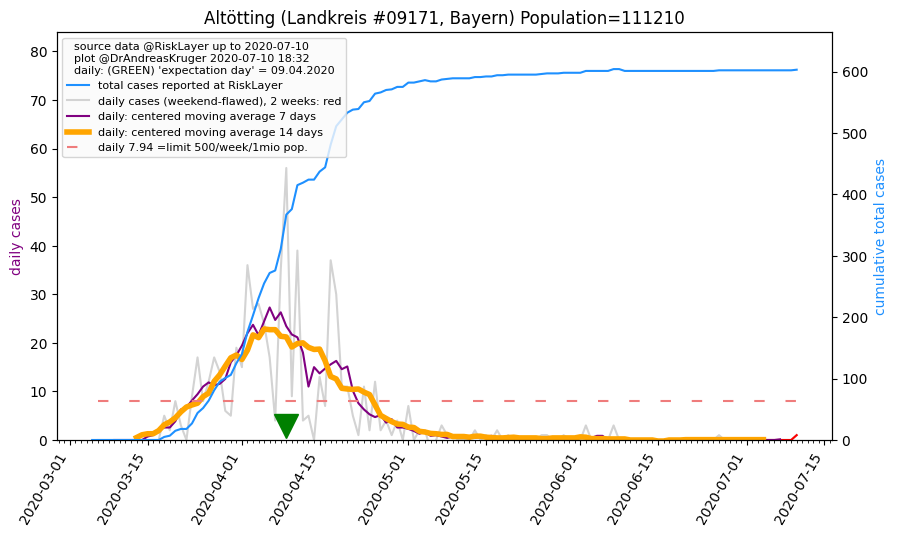 Altötting (Landkreis #09171, Bayern) Population=111210
source data @RiskLayer up to 2020-07-10
plot @DrAndreasKruger 2020-07-10 18:32
daily: (GREEN) 'expectation day' = 09.04.2020
total cases reported at RiskLayer
daily cases (weekend-flawed), 2 weeks: red
daily: centered moving average 7 days
daily: centered moving average 14 days
daily 7.94 =limit 500/week/1mio pop.
daily cases
80
70
60
50
40
30
20
10
0
cumulative total cases
600
500
400
300
200
100
0
2020-03-01
2020-03-15
2020-04-01
2020-04-15
2020-05-01
2020-05-15
2020-06-01
2020-06-15
2020-07-01
2020-07-15